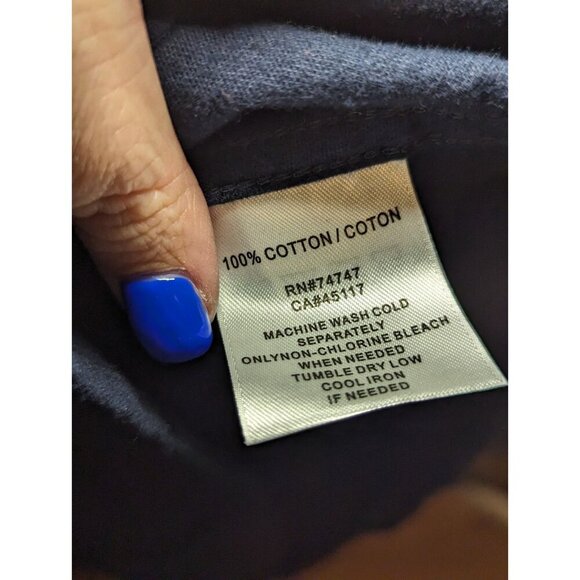 100% COTTON / COTON
RN#74747
CA#45117
MACHINE WASH COLD
SEPARATELY
ONLYNON-CHLORINE BLEACH
WHEN NEEDED
TUMBLE DRY LOW
COOL IRON
IF NEEDED